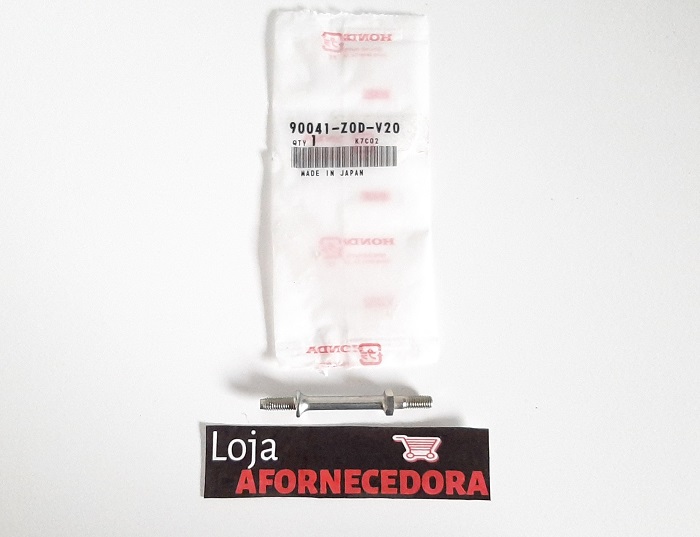 HONDA
90041-Z0D-V20
QTY 1 K7C02
MADE IN JAPAN
HONDA
HONDA
Loja
AFORNECEDORA